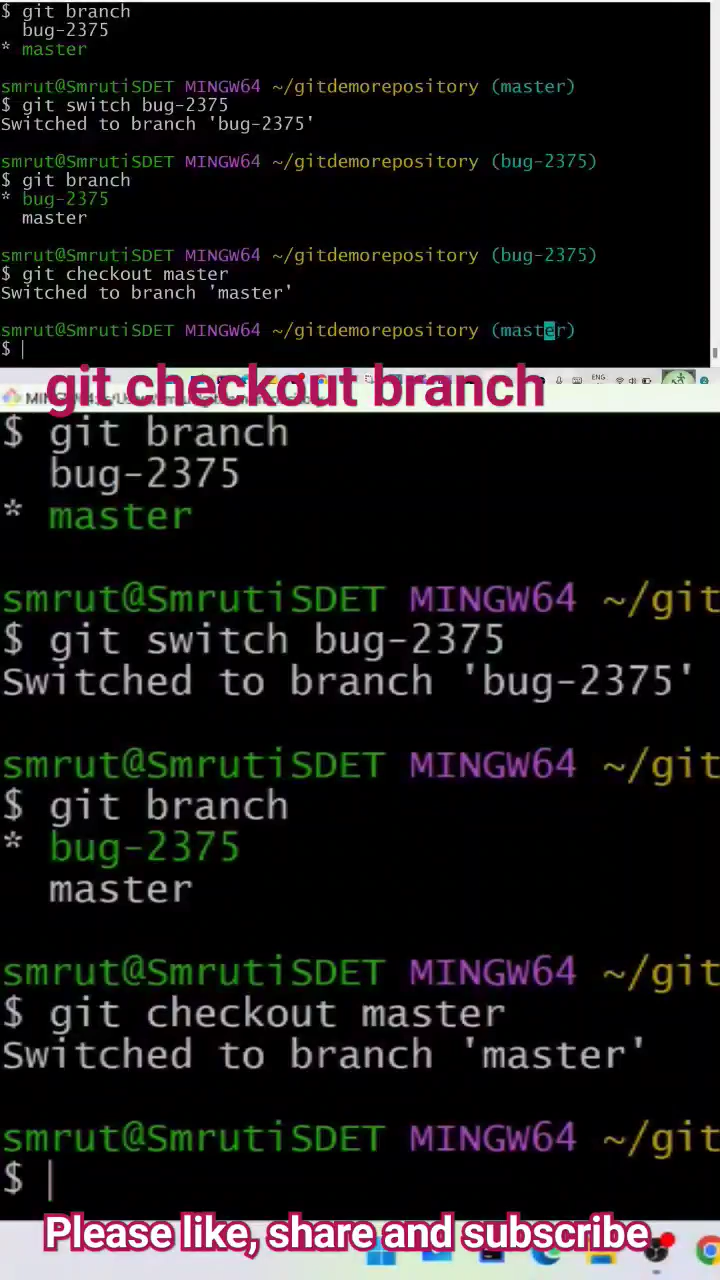 $ git branch
  bug-2375
* master
smrut@SmrutiSDET MINGW64 ~/gitdemorepository (master)
$ git switch bug-2375
Switched to branch 'bug-2375'
smrut@SmrutiSDET MINGW64 ~/gitdemorepository (bug-2375)
$ git branch
* bug-2375
  master
smrut@SmrutiSDET MINGW64 ~/gitdemorepository (bug-2375)
$ git checkout master
Switched to branch 'master'
smrut@SmrutiSDET MINGW64 ~/gitdemorepository (master)
$
ENG
git checkout branch
$ git branch
  bug-2375
* master
smrut@SmrutiSDET MINGW64 ~/git
$ git switch bug-2375
Switched to branch 'bug-2375'
smrut@SmrutiSDET MINGW64 ~/git
$ git branch
* bug-2375
  master
smrut@SmrutiSDET MINGW64 ~/git
$ git checkout master
Switched to branch 'master'
smrut@SmrutiSDET MINGW64 ~/git
$
Please like, share and subscribe